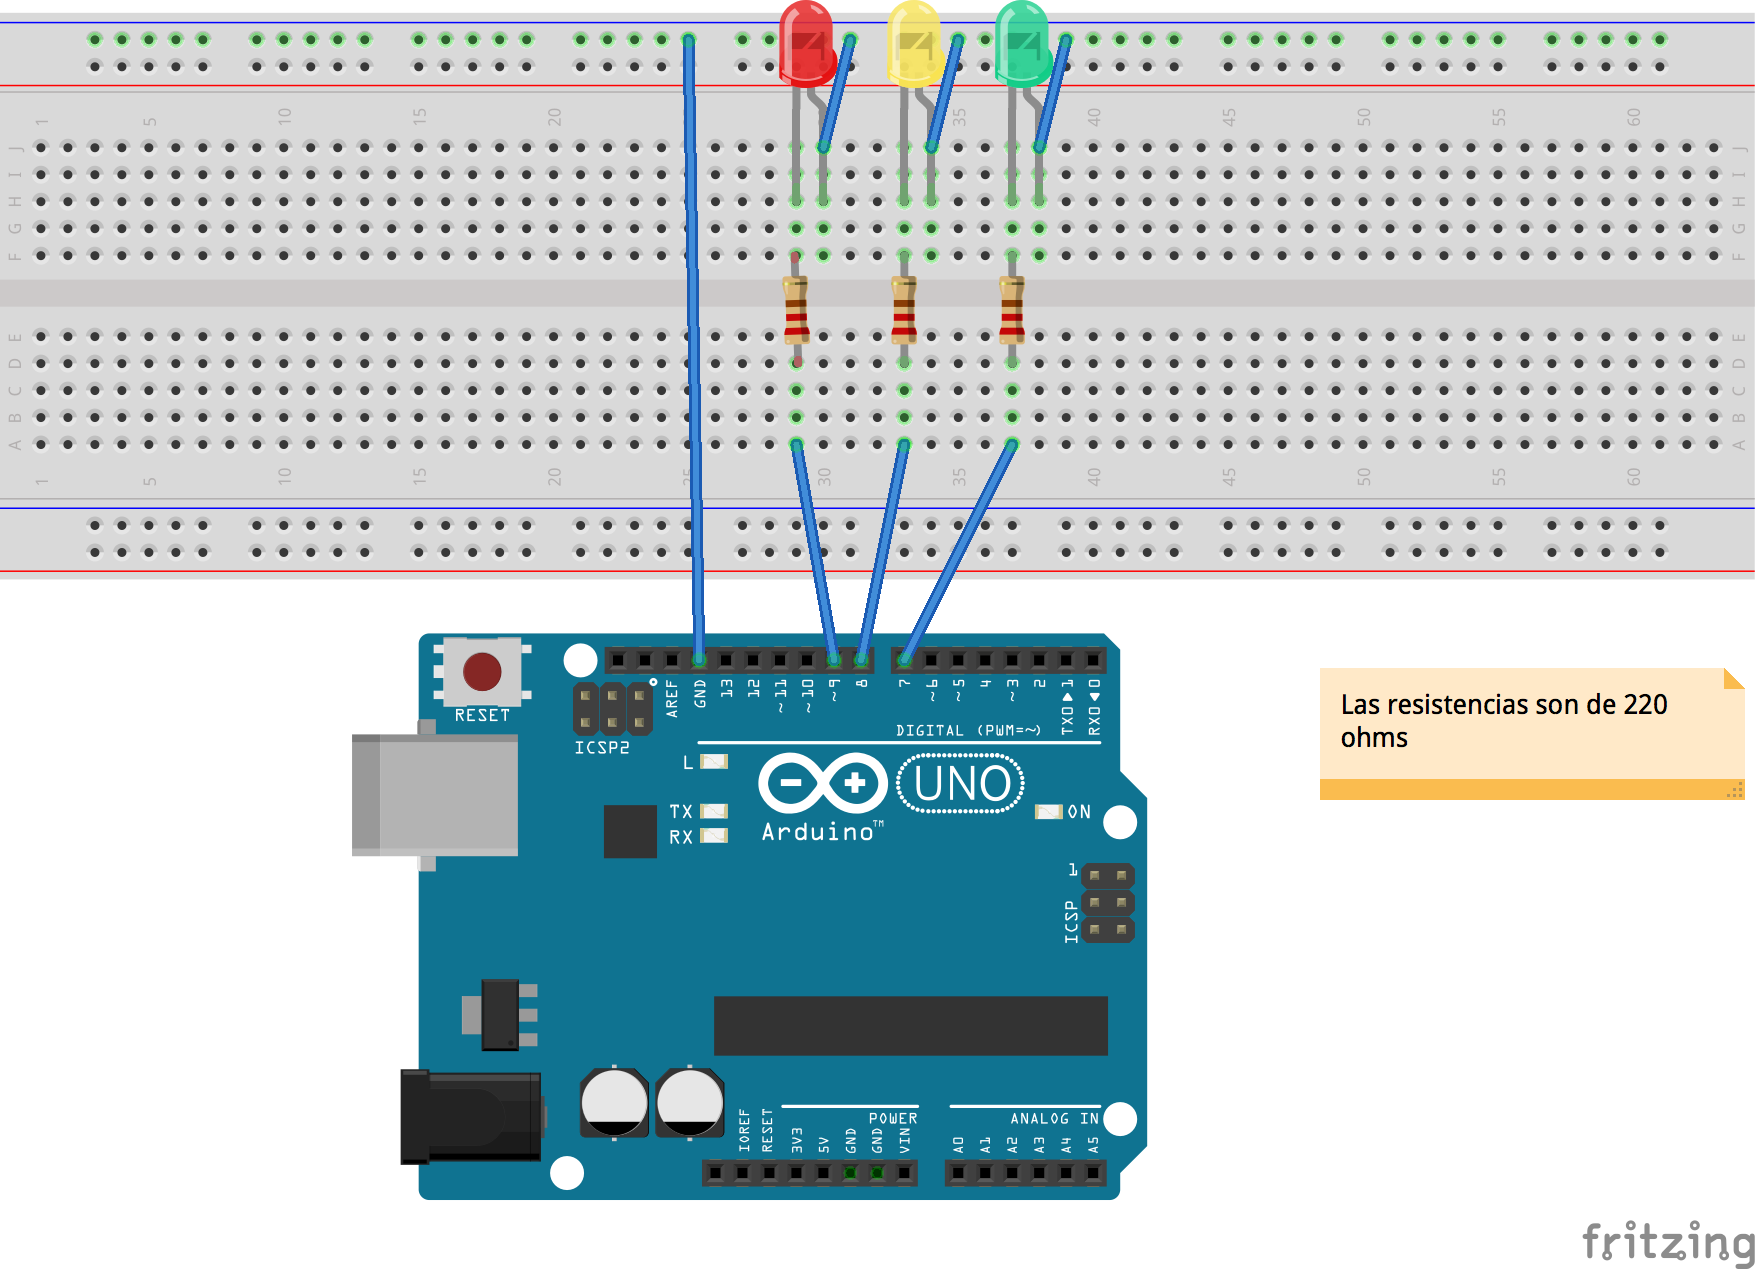 1 5 10 15 20 25 30 35 40 45 50 55 60
J J
I I
H H
G G
F F
E E
D D
C C
B B
A A
1 5 10 15 20 25 30 35 40 45 50 55 60
RESET
ICSP2
AREF
GND
13
12
~11
~10
~9
8
7
~6
~5
4
~3
2
TX0▶1
RX0◀0
DIGITAL (PWM=~)
L
TX
RX
Arduino™
UNO
ON
1
ICSP
Las resistencias son de 220
ohms
IOREF
RESET
3V3
5V
GND
GND
VIN
POWER
ANALOG IN
A0
A1
A2
A3
A4
A5
fritzing